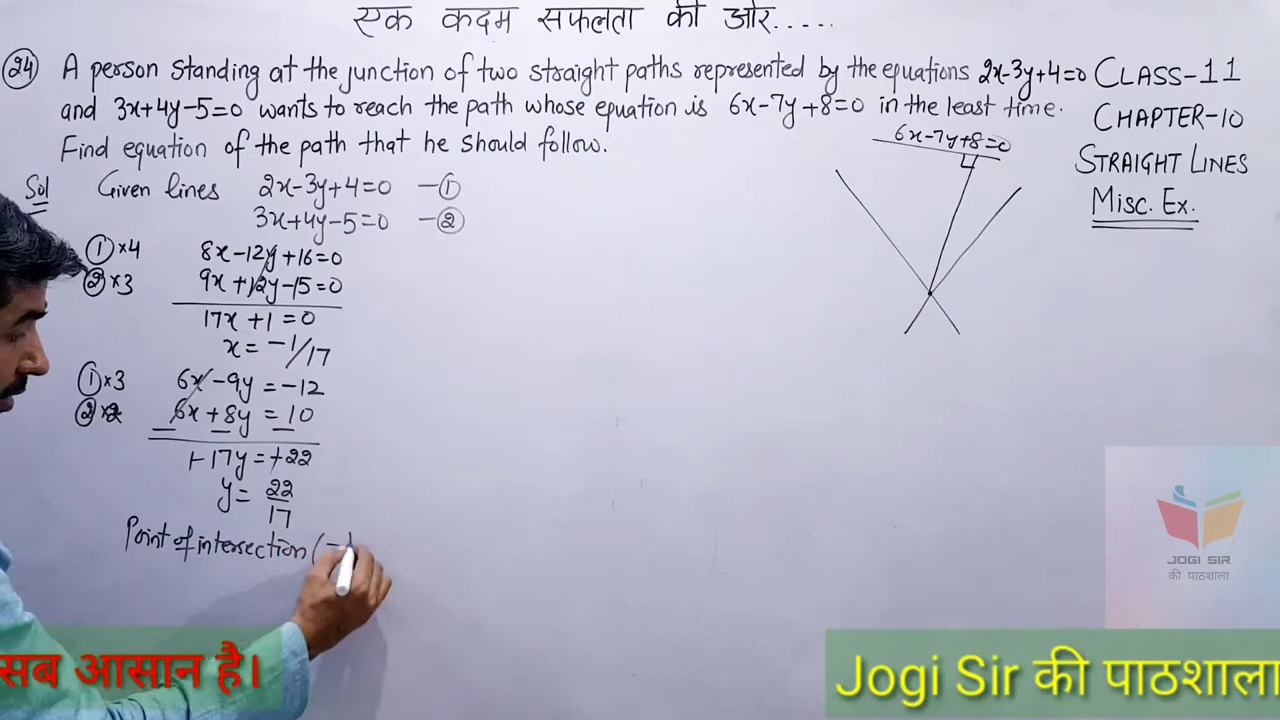 एक कदम सफलता की ओर.....
24 A person standing at the junction of two straight paths represented by the equations 2x-3y+4=0
and 3x+4y-5=0 wants to reach the path whose equation is 6x-7y+8=0 in the least time.
Find equation of the path that he should follow.
CLASS-11
CHAPTER-10
STRAIGHT LINES
Misc. Ex.
6x-7y+8=0
Sol Given lines 2x-3y+4=0 -①
3x+4y-5=0 -②
①×4 8x-12y+16=0
②×3 9x+12y-15=0
17x+1=0
x=-1/17
①×3 6x-9y=-12
②×2 6x+8y=10
+17y=+22
y=22/17
Point of intersection (-1
JOGI SIR
की पाठशाला
सब आसान है।
Jogi Sir की पाठशाला